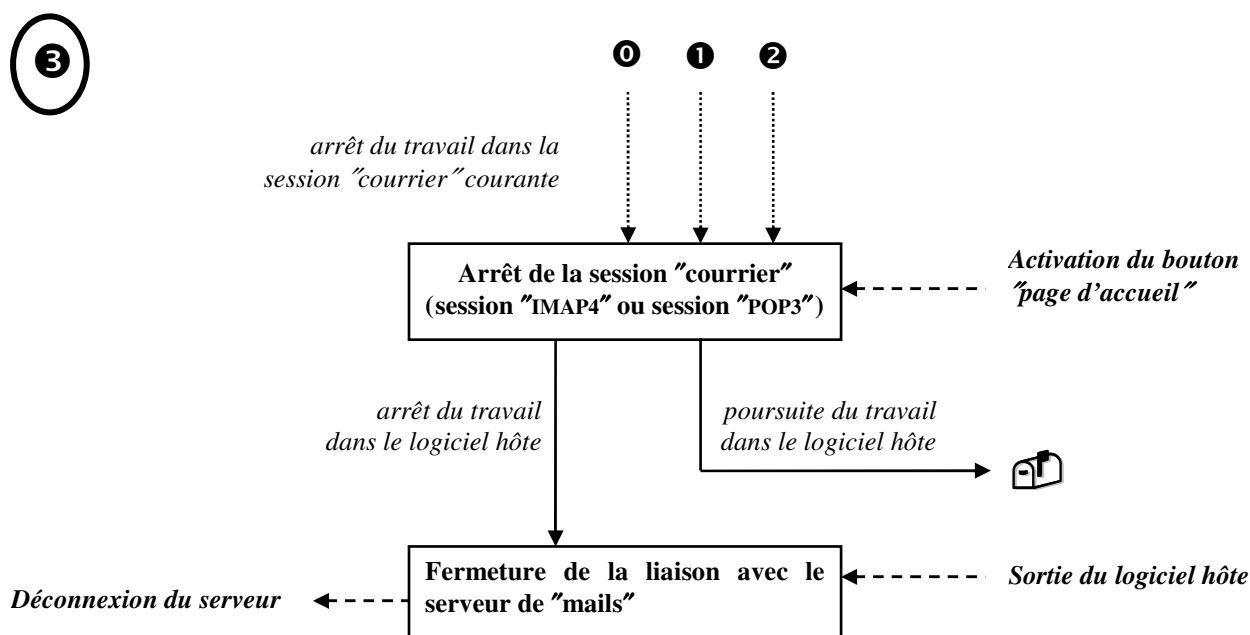 ❸
⓿ ❶ ❷
arrêt du travail dans la
session ″courrier″ courante
Arrêt de la session ″courrier″
(session ″IMAP4″ ou session ″POP3″)
Activation du bouton
″page d’accueil″
arrêt du travail
dans le logiciel hôte
poursuite du travail
dans le logiciel hôte
Fermeture de la liaison avec le
serveur de ″mails″
Sortie du logiciel hôte
Déconnexion du serveur